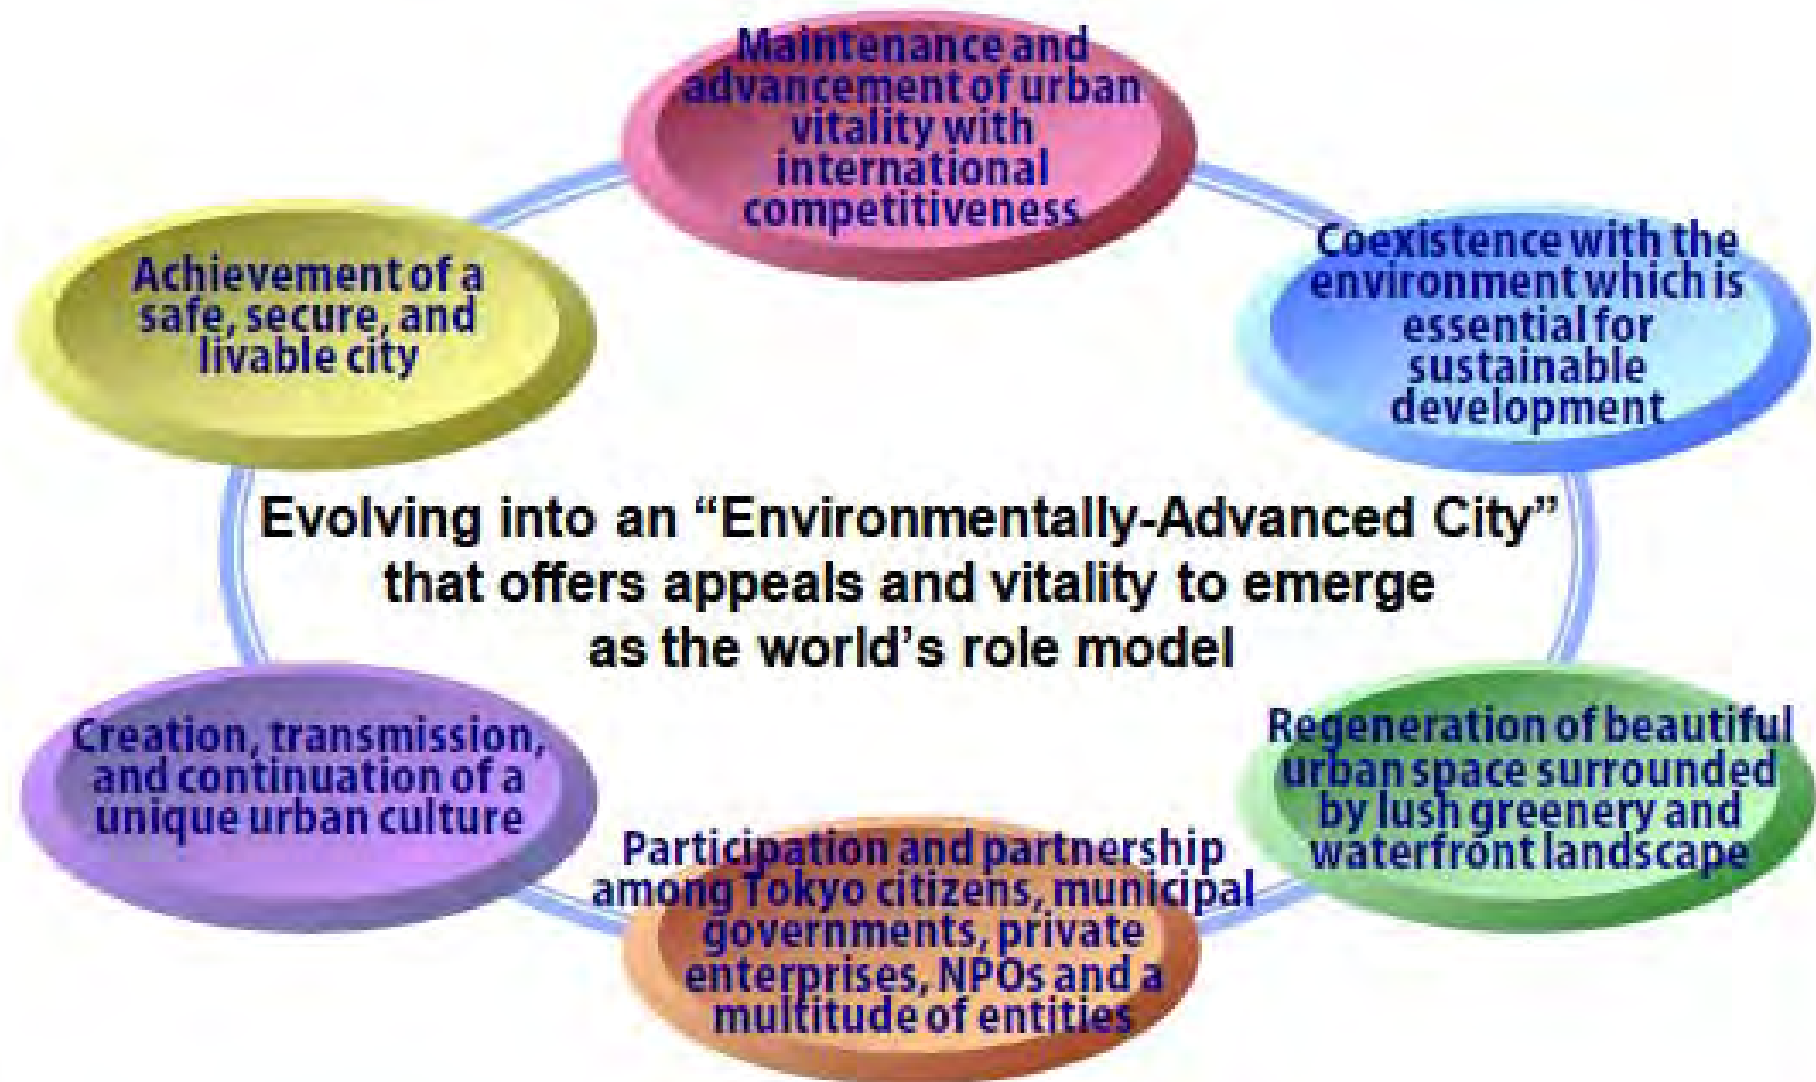 Maintenance and
advancement of urban
vitality with
international
competitiveness
Coexistence with the
environment which is
essential for
sustainable
development
Achievement of a
safe, secure, and
livable city
Evolving into an “Environmentally-Advanced City”
that offers appeals and vitality to emerge
as the world’s role model
Regeneration of beautiful
urban space surrounded
by lush greenery and
waterfront landscape
Creation, transmission,
and continuation of a
unique urban culture
Participation and partnership
among Tokyo citizens, municipal
governments, private
enterprises, NPOs and a
multitude of entities